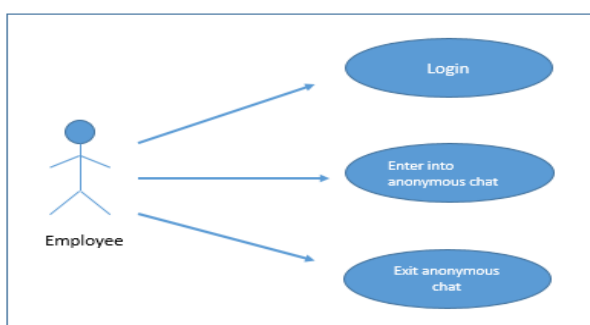 Login
Enter into
anonymous chat
Employee
Exit anonymous
chat